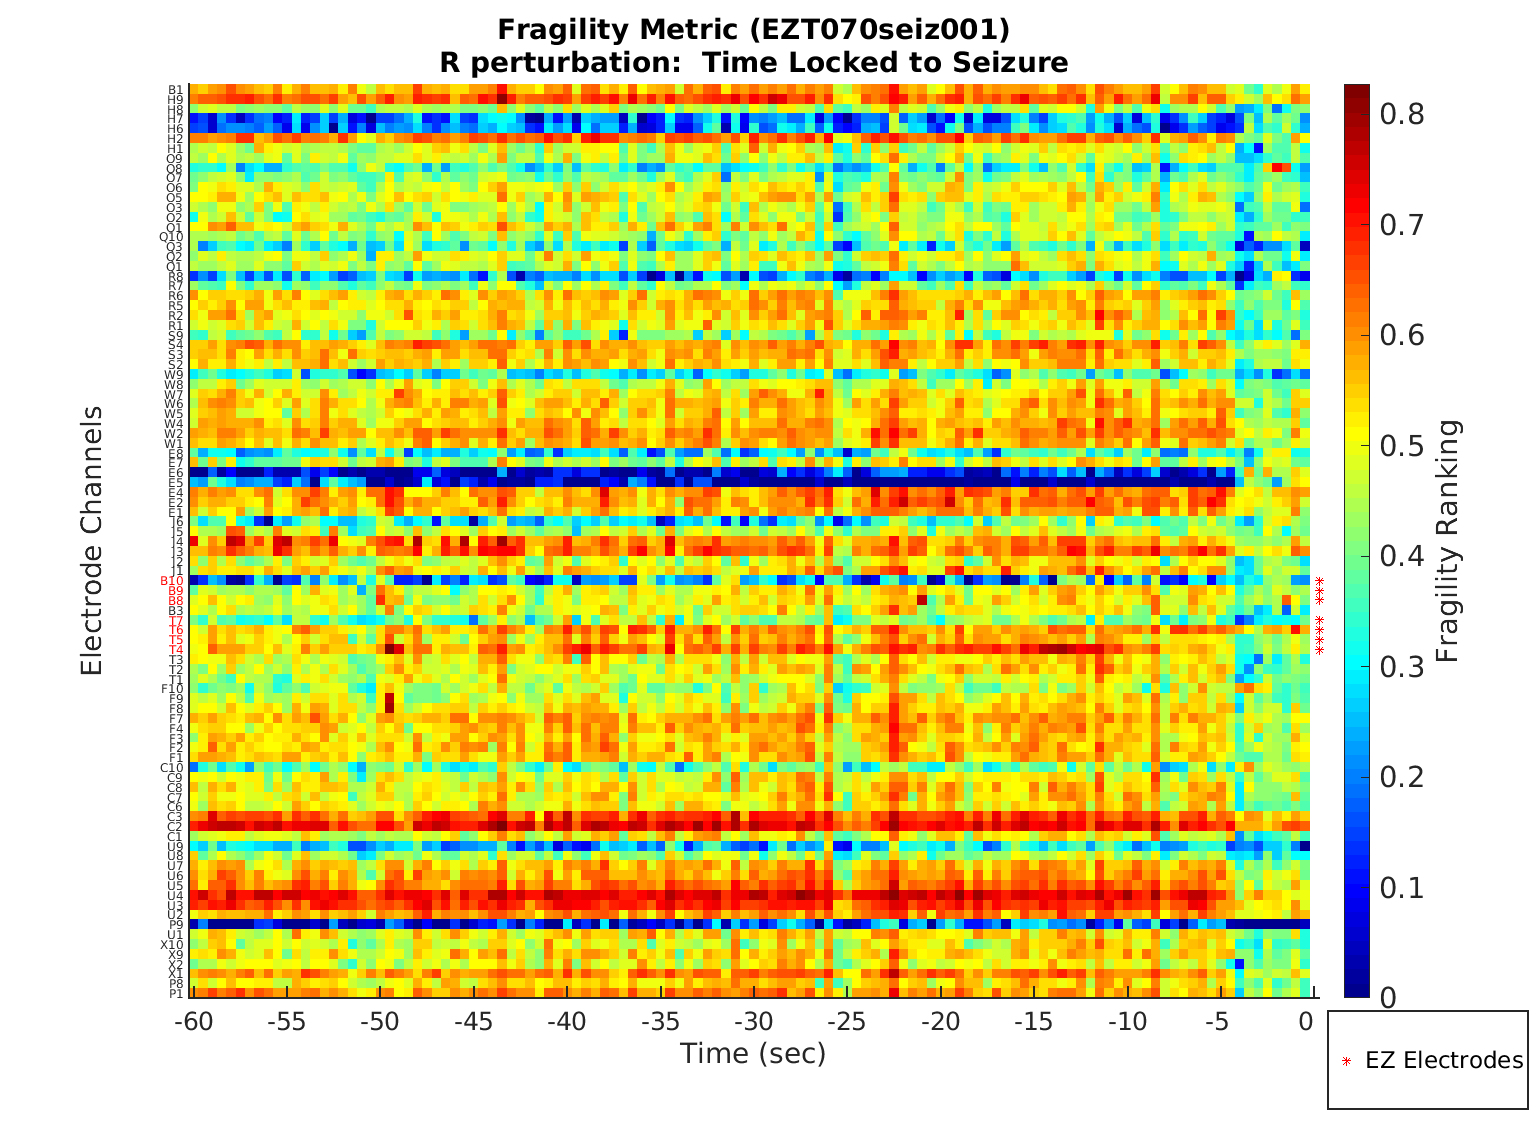 Fragility Metric (EZT070seiz001)
R perturbation: Time Locked to Seizure
Electrode Channels
B1
H9
H8
H7
H6
H2
H1
O9
O8
O7
O6
O5
O3
O2
O1
Q10
Q3
Q2
Q1
R8
R7
R6
R5
R2
R1
S9
S4
S3
S2
W9
W8
W7
W6
W5
W4
W2
W1
E8
E7
E6
E5
E4
E2
E1
I6
I5
I4
I3
I2
I1
B10
B9
B8
B3
T7
T6
T5
T4
T3
T2
T1
F10
F9
F8
F7
F4
F3
F2
F1
C10
C9
C8
C7
C6
C3
C2
C1
U9
U8
U7
U6
U5
U4
U3
U2
P9
U1
X10
X9
X2
X1
P8
P1
-60 -55 -50 -45 -40 -35 -30 -25 -20 -15 -10 -5 0
Time (sec)
0.8
0.7
0.6
0.5
0.4
0.3
0.2
0.1
0
Fragility Ranking
EZ Electrodes